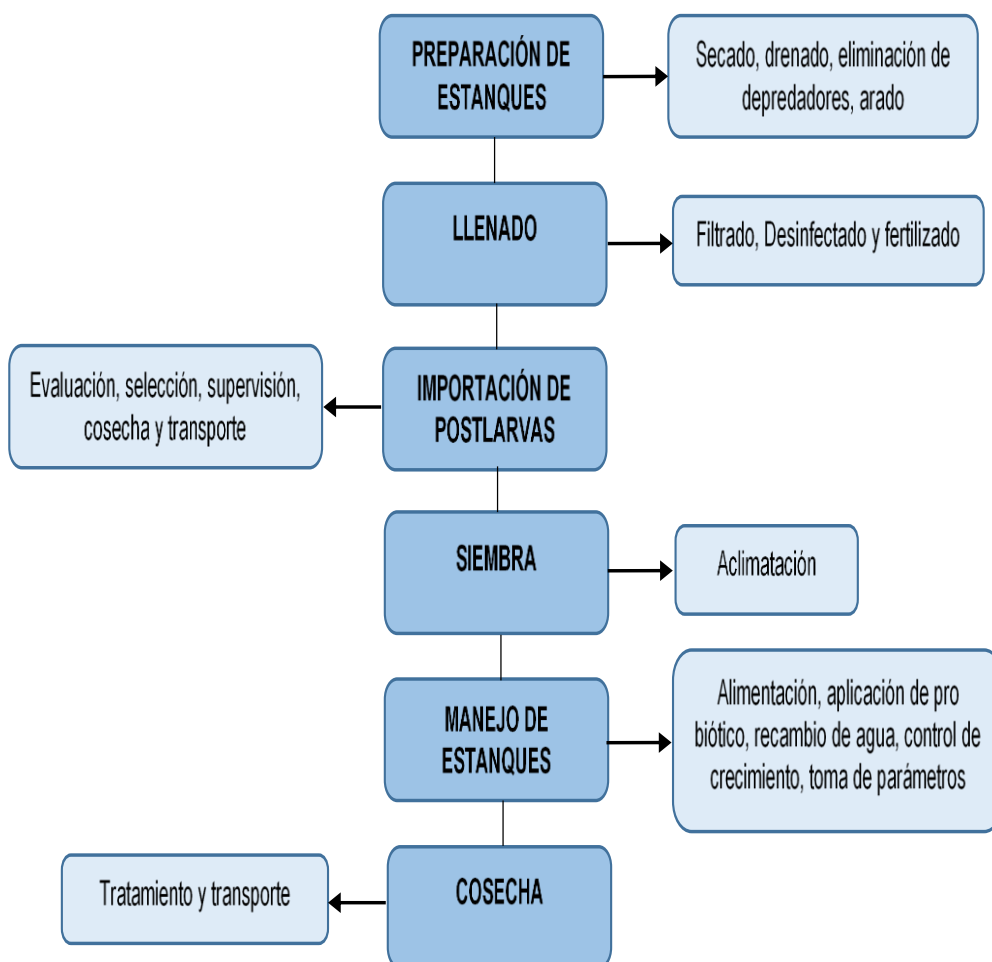 PREPARACIÓN DE
ESTANQUES
Secado, drenado, eliminación de
depredadores, arado
LLENADO
Filtrado, Desinfectado y fertilizado
Evaluación, selección, supervisión,
cosecha y transporte
IMPORTACIÓN DE
POSTLARVAS
SIEMBRA
Aclimatación
MANEJO DE
ESTANQUES
Alimentación, aplicación de pro
biótico, recambio de agua, control de
crecimiento, toma de parámetros
Tratamiento y transporte
COSECHA